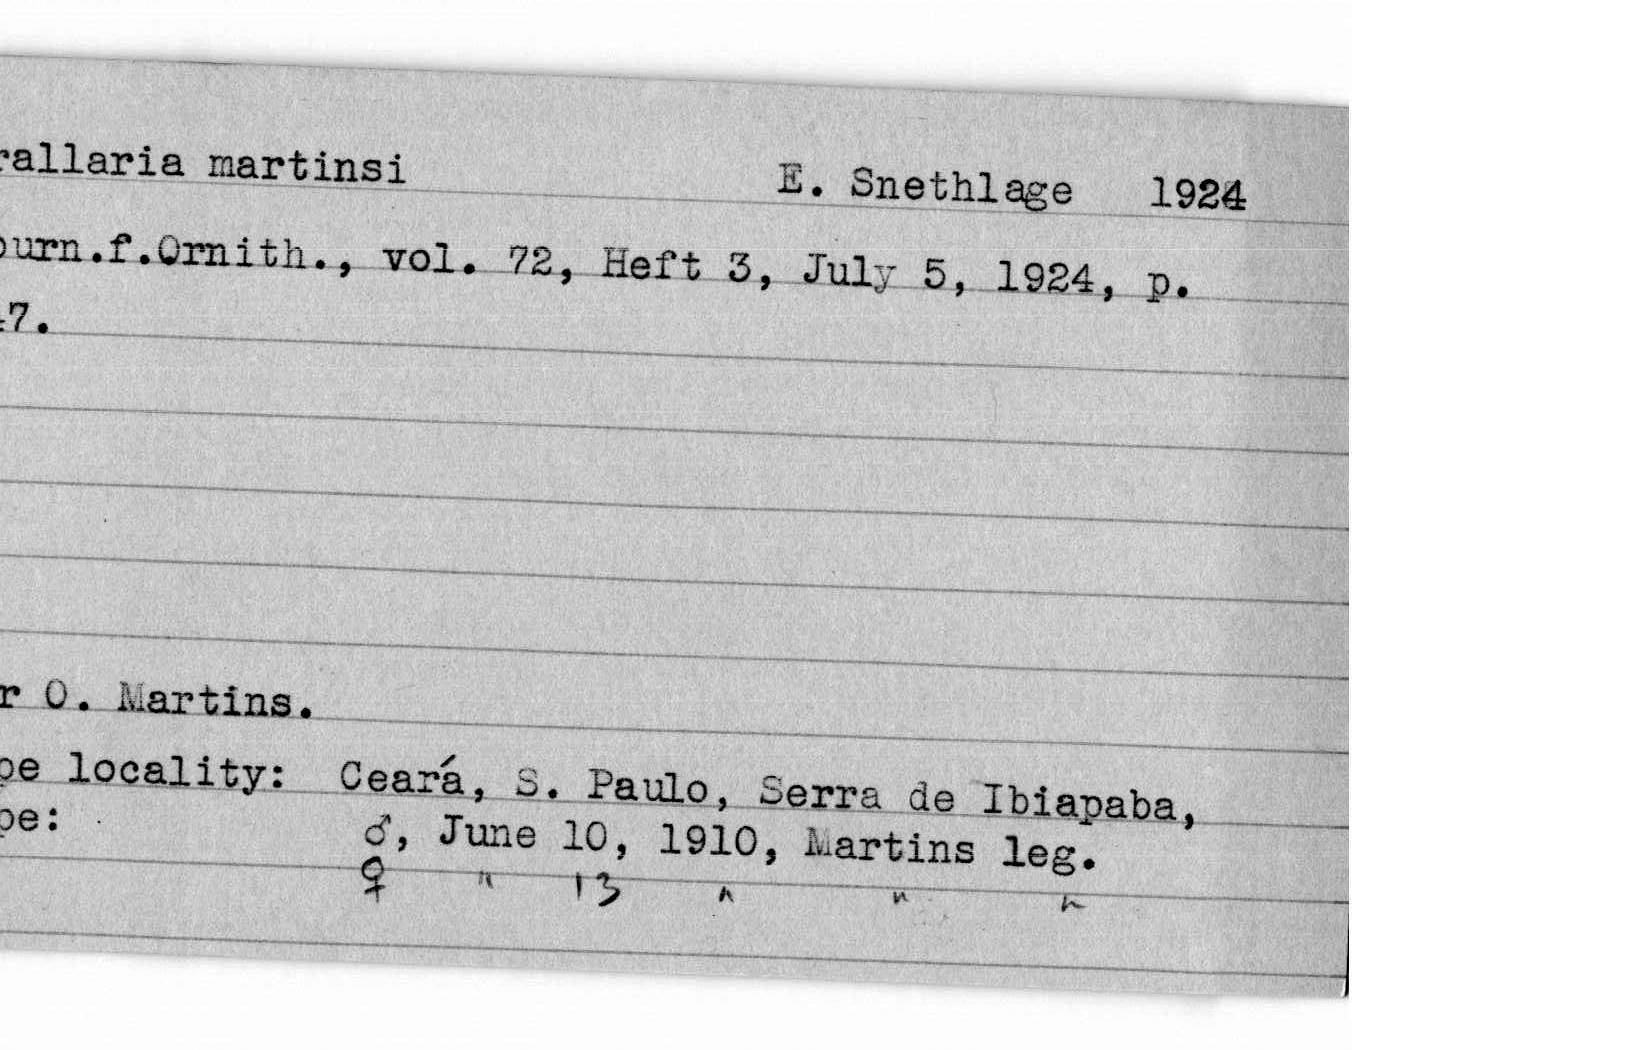 rallaria martinsi E. Snethlage 1924
ourn.f.Ornith., vol. 72, Heft 3, July 5, 1924, p.
47.
r O. Martins.
pe locality: Ceará, S. Paulo, Serra de Ibiapaba,
pe: ♂, June 10, 1910, Martins leg.
♀ " 13 " " "